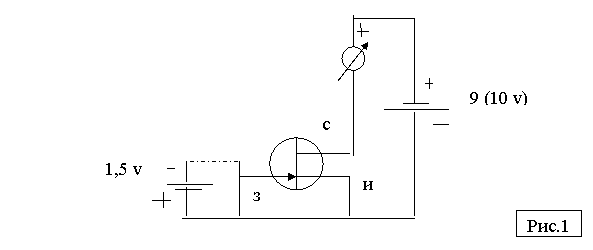 +
с
+
9 (10 v)
—
1,5 v
-
+
з
и
Рис.1